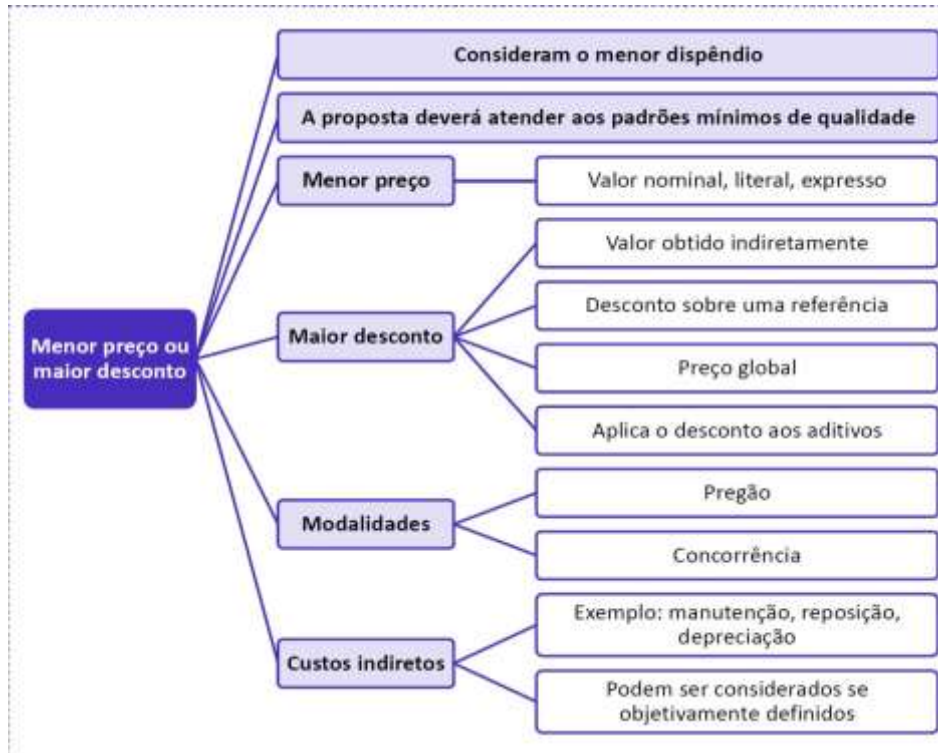 Consideram o menor dispêndio
A proposta deverá atender aos padrões mínimos de qualidade
Menor preço
Valor nominal, literal, expresso
Valor obtido indiretamente
Desconto sobre uma referência
Menor preço ou
maior desconto
Maior desconto
Preço global
Aplica o desconto aos aditivos
Modalidades
Pregão
Concorrência
Custos indiretos
Exemplo: manutenção, reposição,
depreciação
Podem ser considerados se
objetivamente definidos